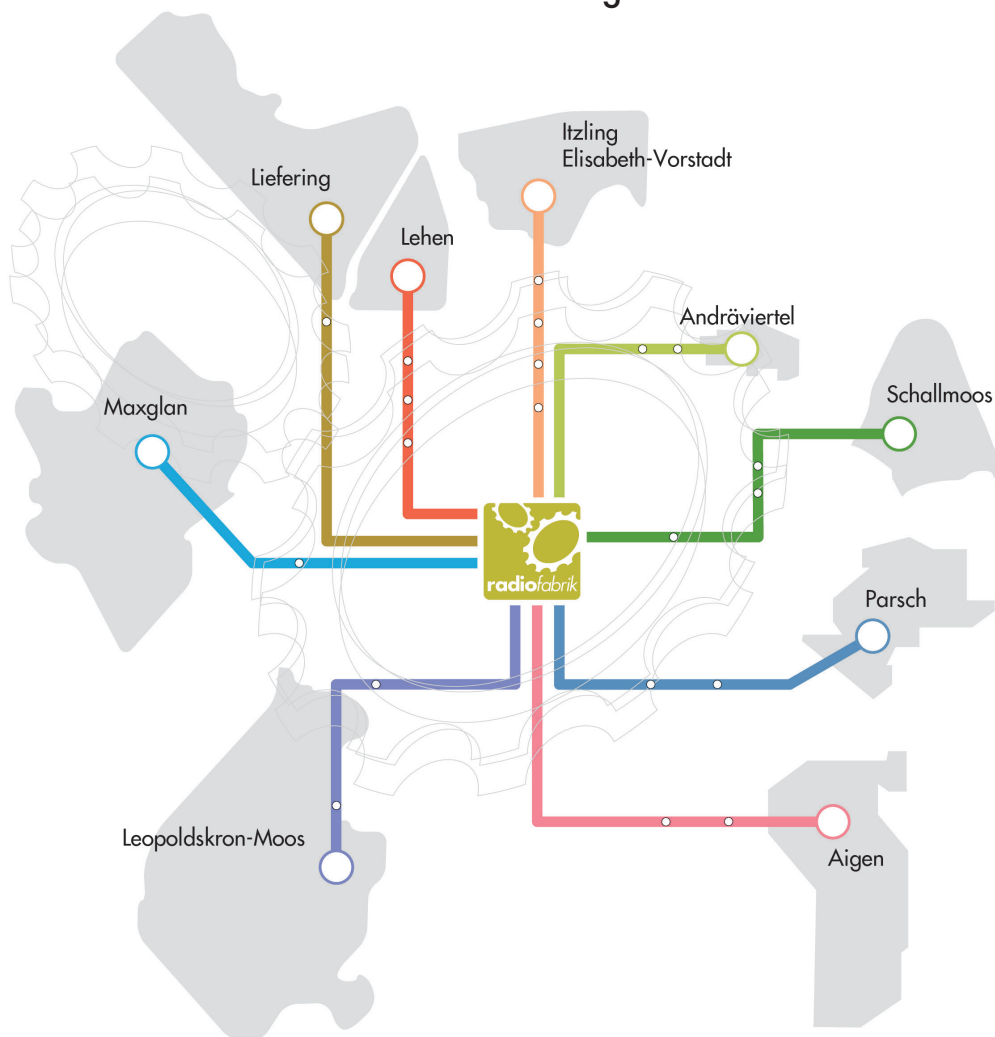 Itzling
Elisabeth-Vorstadt
Liefering
Lehen
Andräviertel
Schallmoos
Maxglan
radiofabrik
Parsch
Leopoldskron-Moos
Aigen